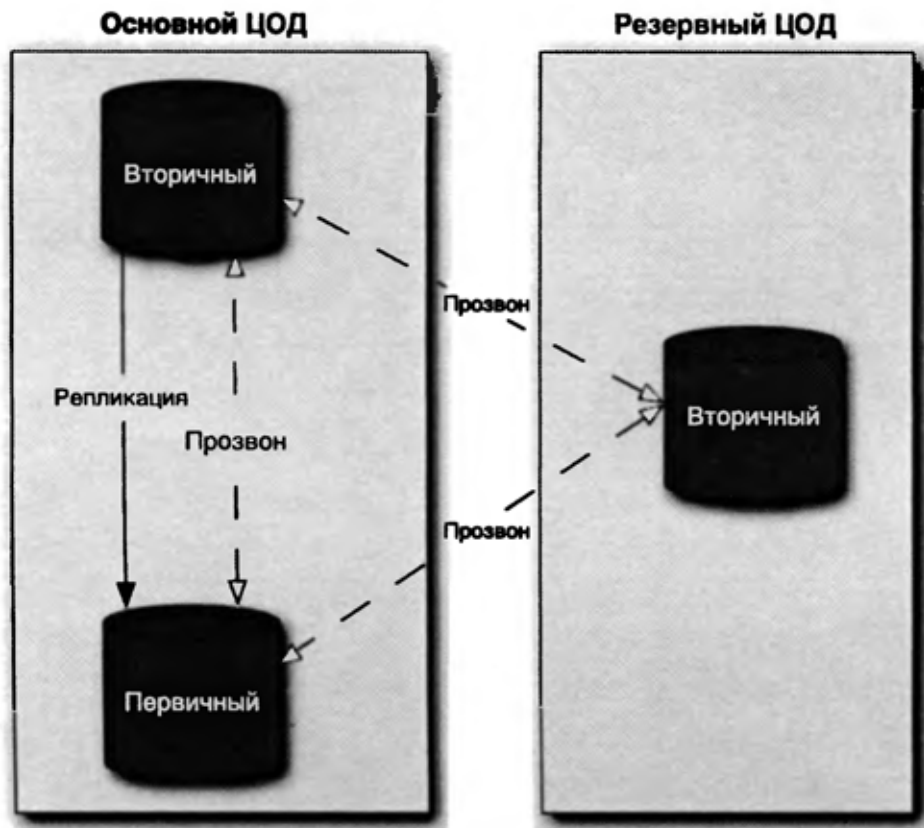 Основной ЦОД
Резервный ЦОД
Вторичный
Прозвон
Репликация
Прозвон
Вторичный
Прозвон
Первичный